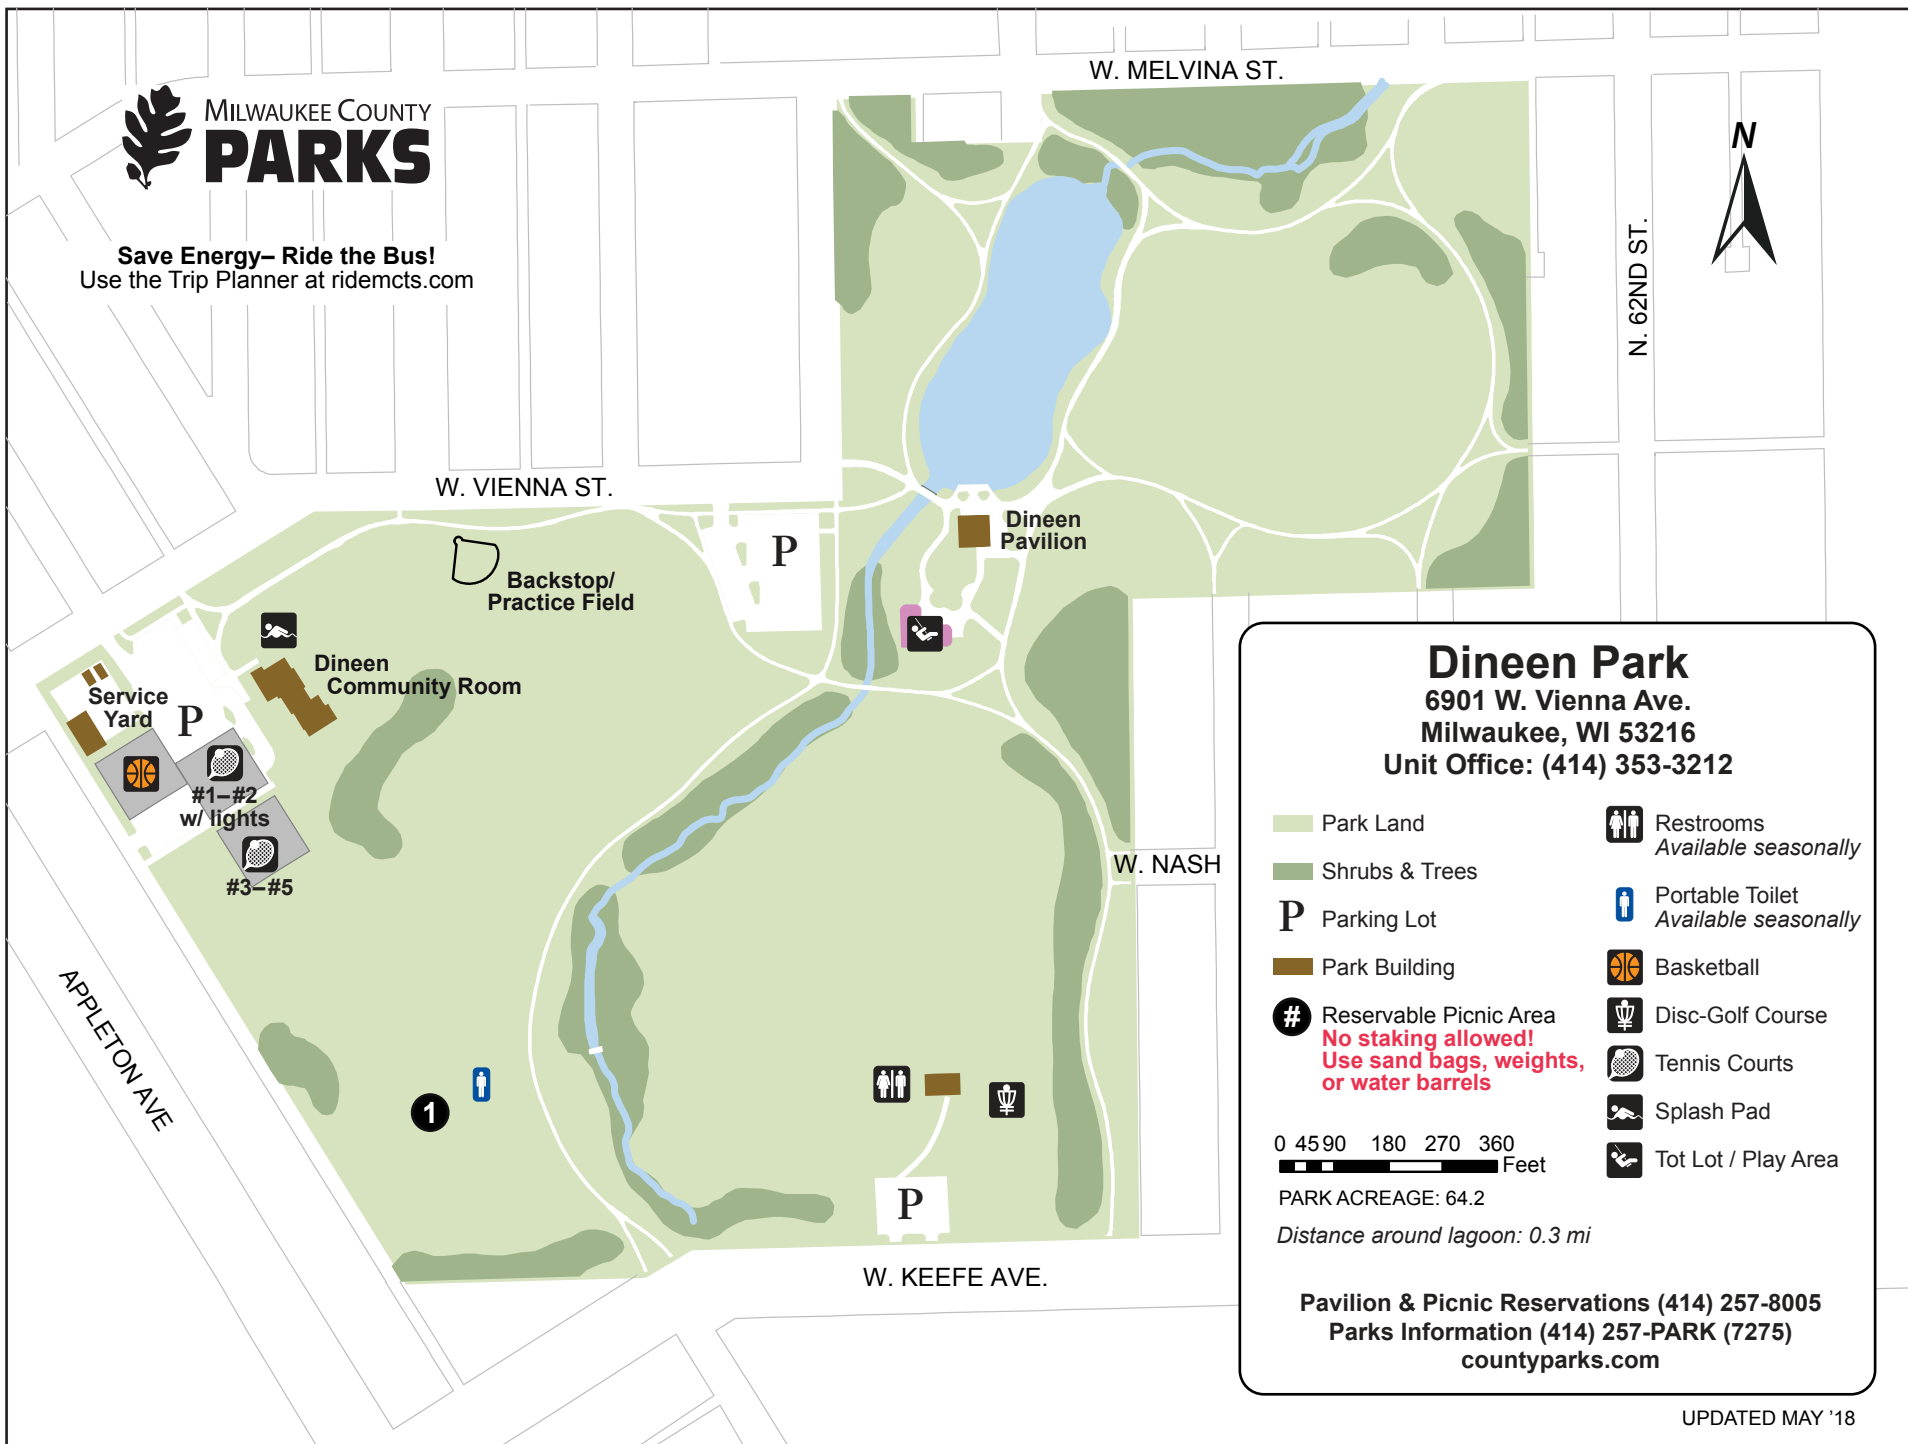 W. MELVINA ST.
MILWAUKEE COUNTY
PARKS
Save Energy– Ride the Bus!
Use the Trip Planner at ridemcts.com
N
N. 62ND ST.
W. VIENNA ST.
P
Dineen
Pavilion
Backstop/
Practice Field
Dineen
Community Room
Service
Yard
P
#1–#2
w/ lights
#3–#5
W. NASH
APPLETON AVE
1
P
W. KEEFE AVE.
Dineen Park
6901 W. Vienna Ave.
Milwaukee, WI 53216
Unit Office: (414) 353-3212
Park Land
Shrubs & Trees
P Parking Lot
Park Building
# Reservable Picnic Area
No staking allowed!
Use sand bags, weights,
or water barrels
Restrooms
Available seasonally
Portable Toilet
Available seasonally
Basketball
Disc-Golf Course
Tennis Courts
Splash Pad
Tot Lot / Play Area
0 45 90 180 270 360
Feet
PARK ACREAGE: 64.2
Distance around lagoon: 0.3 mi
Pavilion & Picnic Reservations (414) 257-8005
Parks Information (414) 257-PARK (7275)
countyparks.com
UPDATED MAY '18